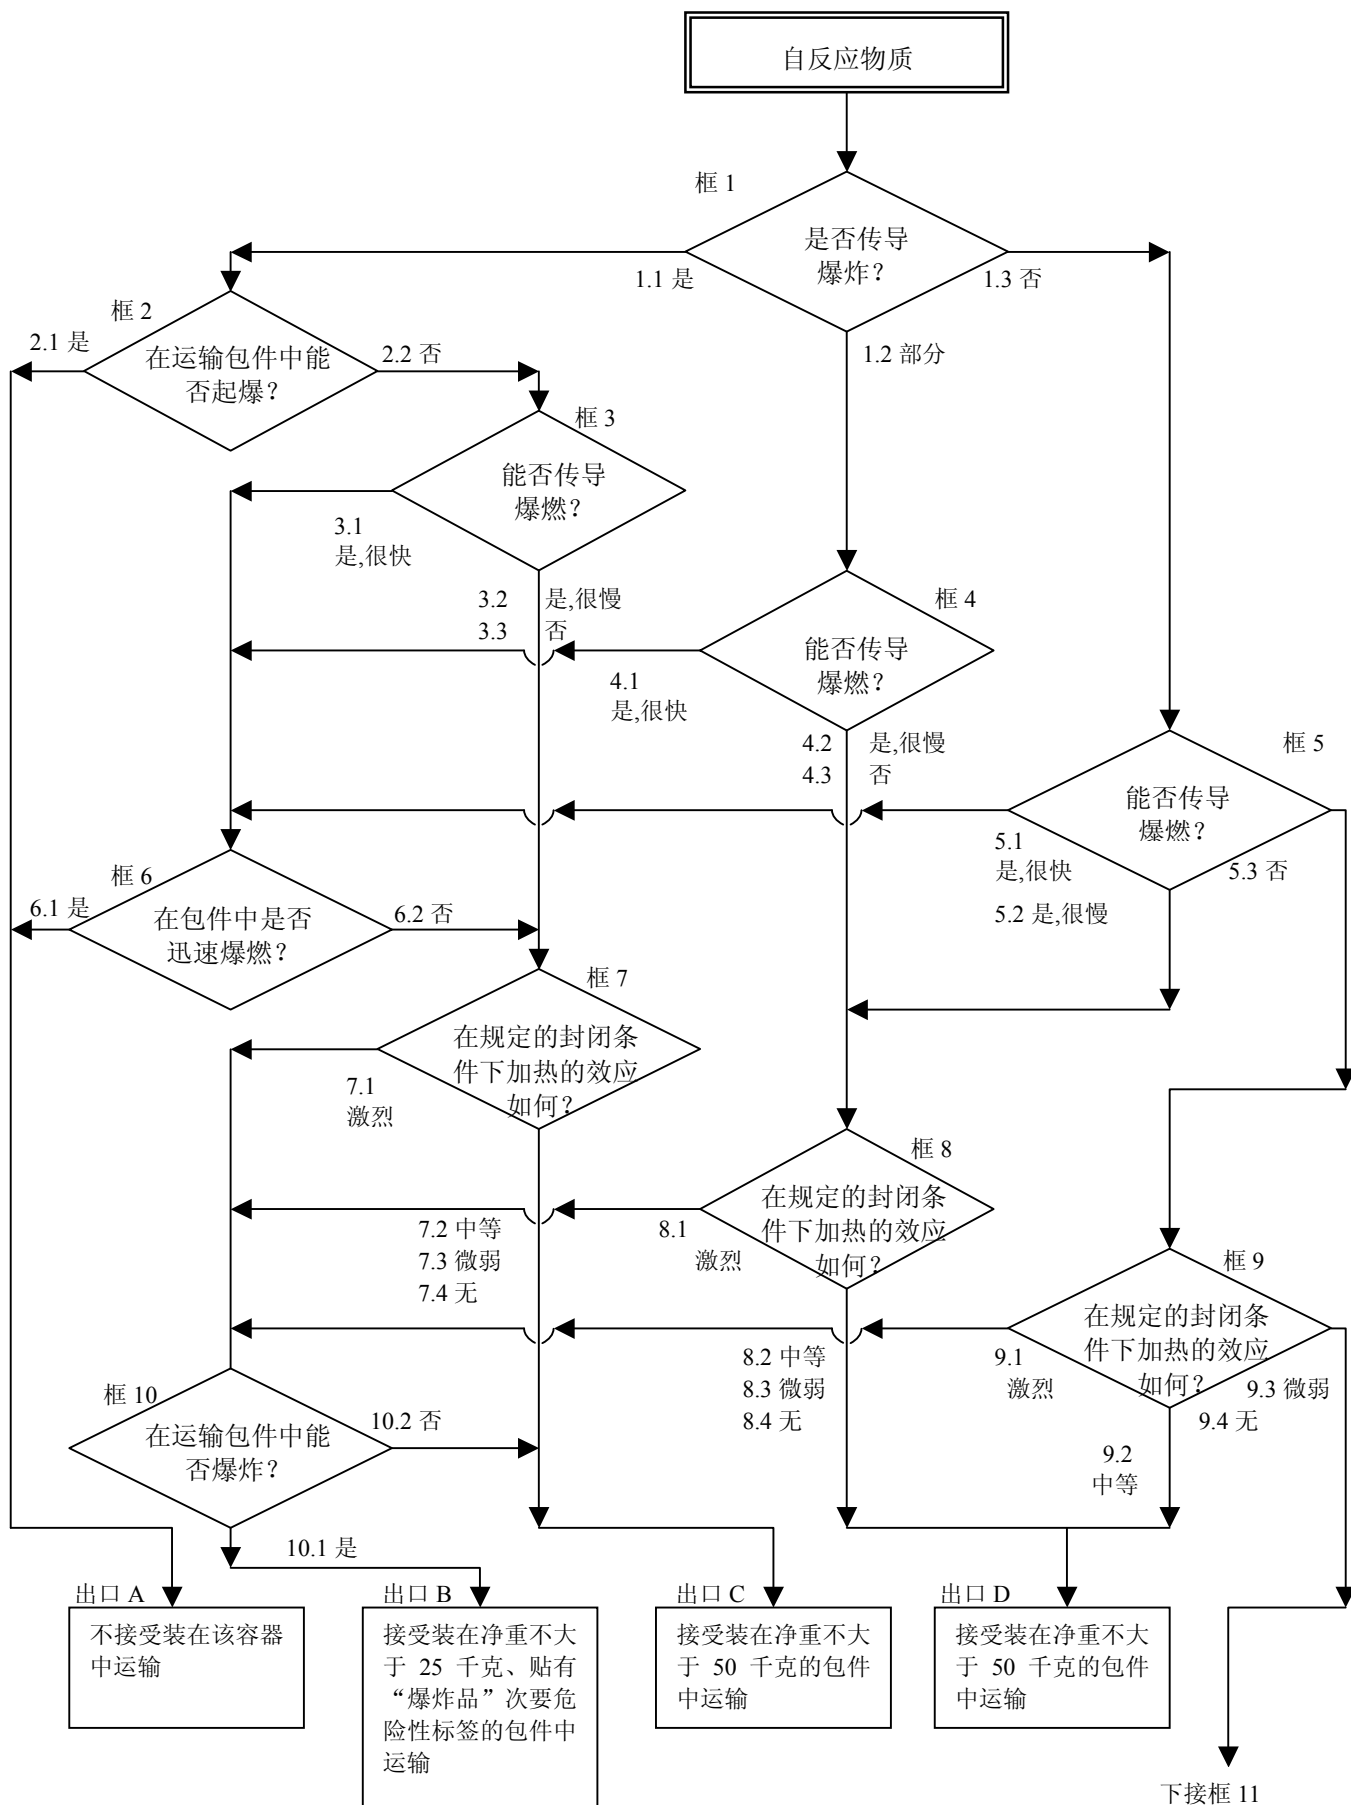 自反应物质
框 1
是否传导
爆炸？
1.1 是
1.3 否
1.2 部分
框 2
2.1 是
在运输包件中能
否起爆？
2.2 否
框 3
能否传导
爆燃？
3.1
是,很快
3.2 是,很慢
3.3 否
框 4
能否传导
爆燃？
4.1
是,很快
4.2 是,很慢
4.3 否
框 5
能否传导
爆燃？
5.1
是,很快
5.3 否
5.2 是,很慢
框 6
6.1 是
在包件中是否
迅速爆燃？
6.2 否
框 7
在规定的封闭条
件下加热的效应
如何？
7.1
激烈
框 8
在规定的封闭条
件下加热的效应
如何？
7.2 中等
7.3 微弱
7.4 无
8.1
激烈
框 9
在规定的封闭条
件下加热的效应
如何？
8.2 中等
8.3 微弱
8.4 无
9.1
激烈
9.3 微弱
9.4 无
9.2
中等
框 10
在运输包件中能
否爆炸？
10.2 否
10.1 是
出口 A
不接受装在该容器
中运输
出口 B
接受装在净重不大
于 25 千克、贴有
“爆炸品”次要危
险性标签的包件中
运输
出口 C
接受装在净重不大
于 50 千克的包件
中运输
出口 D
接受装在净重不大
于 50 千克的包件
中运输
下接框 11